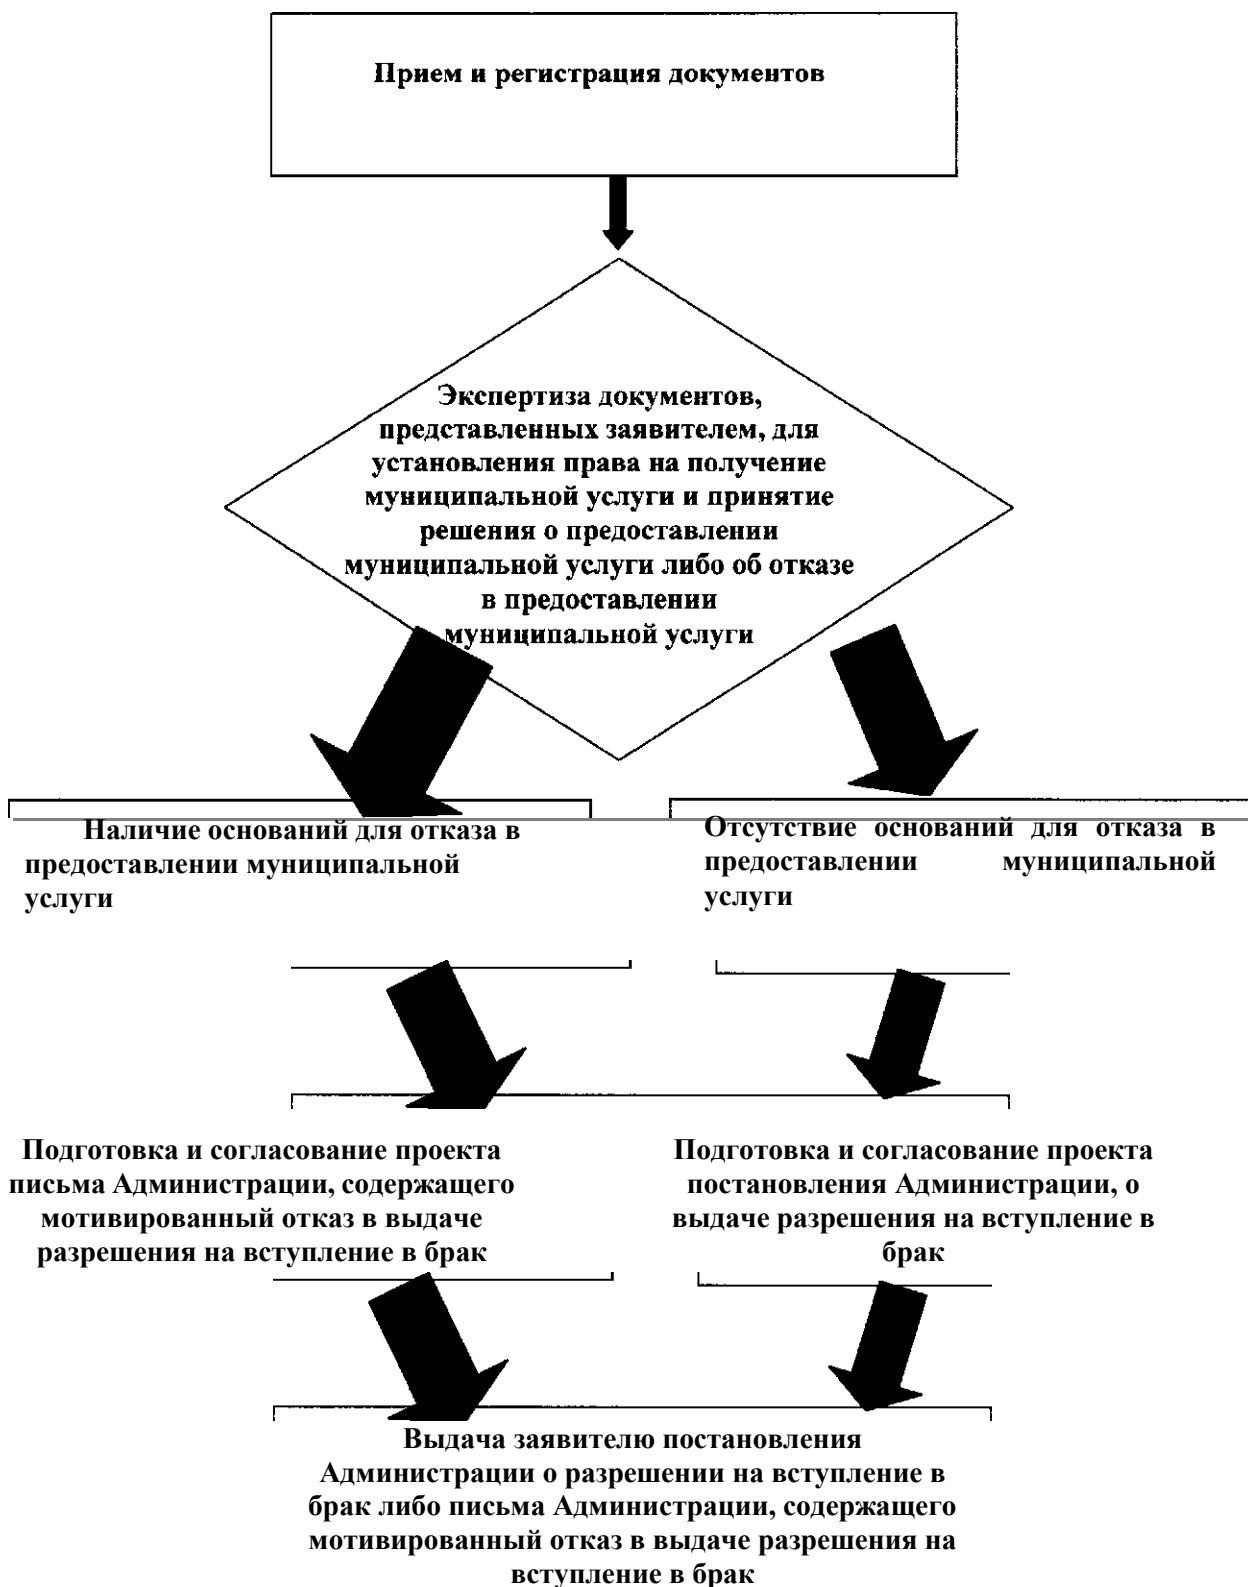 Прием и регистрация документов
Экспертиза документов,
представленных заявителем, для
установления права на получение
муниципальной услуги и принятие
решения о предоставлении
муниципальной услуги либо об отказе
в предоставлении
муниципальной услуги
Наличие оснований для отказа в
предоставлении муниципальной
услуги
Отсутствие оснований для отказа в
предоставлении муниципальной
услуги
Подготовка и согласование проекта
письма Администрации, содержащего
мотивированный отказ в выдаче
разрешения на вступление в брак
Подготовка и согласование проекта
постановления Администрации, о
выдаче разрешения на вступление в
брак
Выдача заявителю постановления
Администрации о разрешении на вступление в
брак либо письма Администрации, содержащего
мотивированный отказ в выдаче разрешения на
вступление в брак